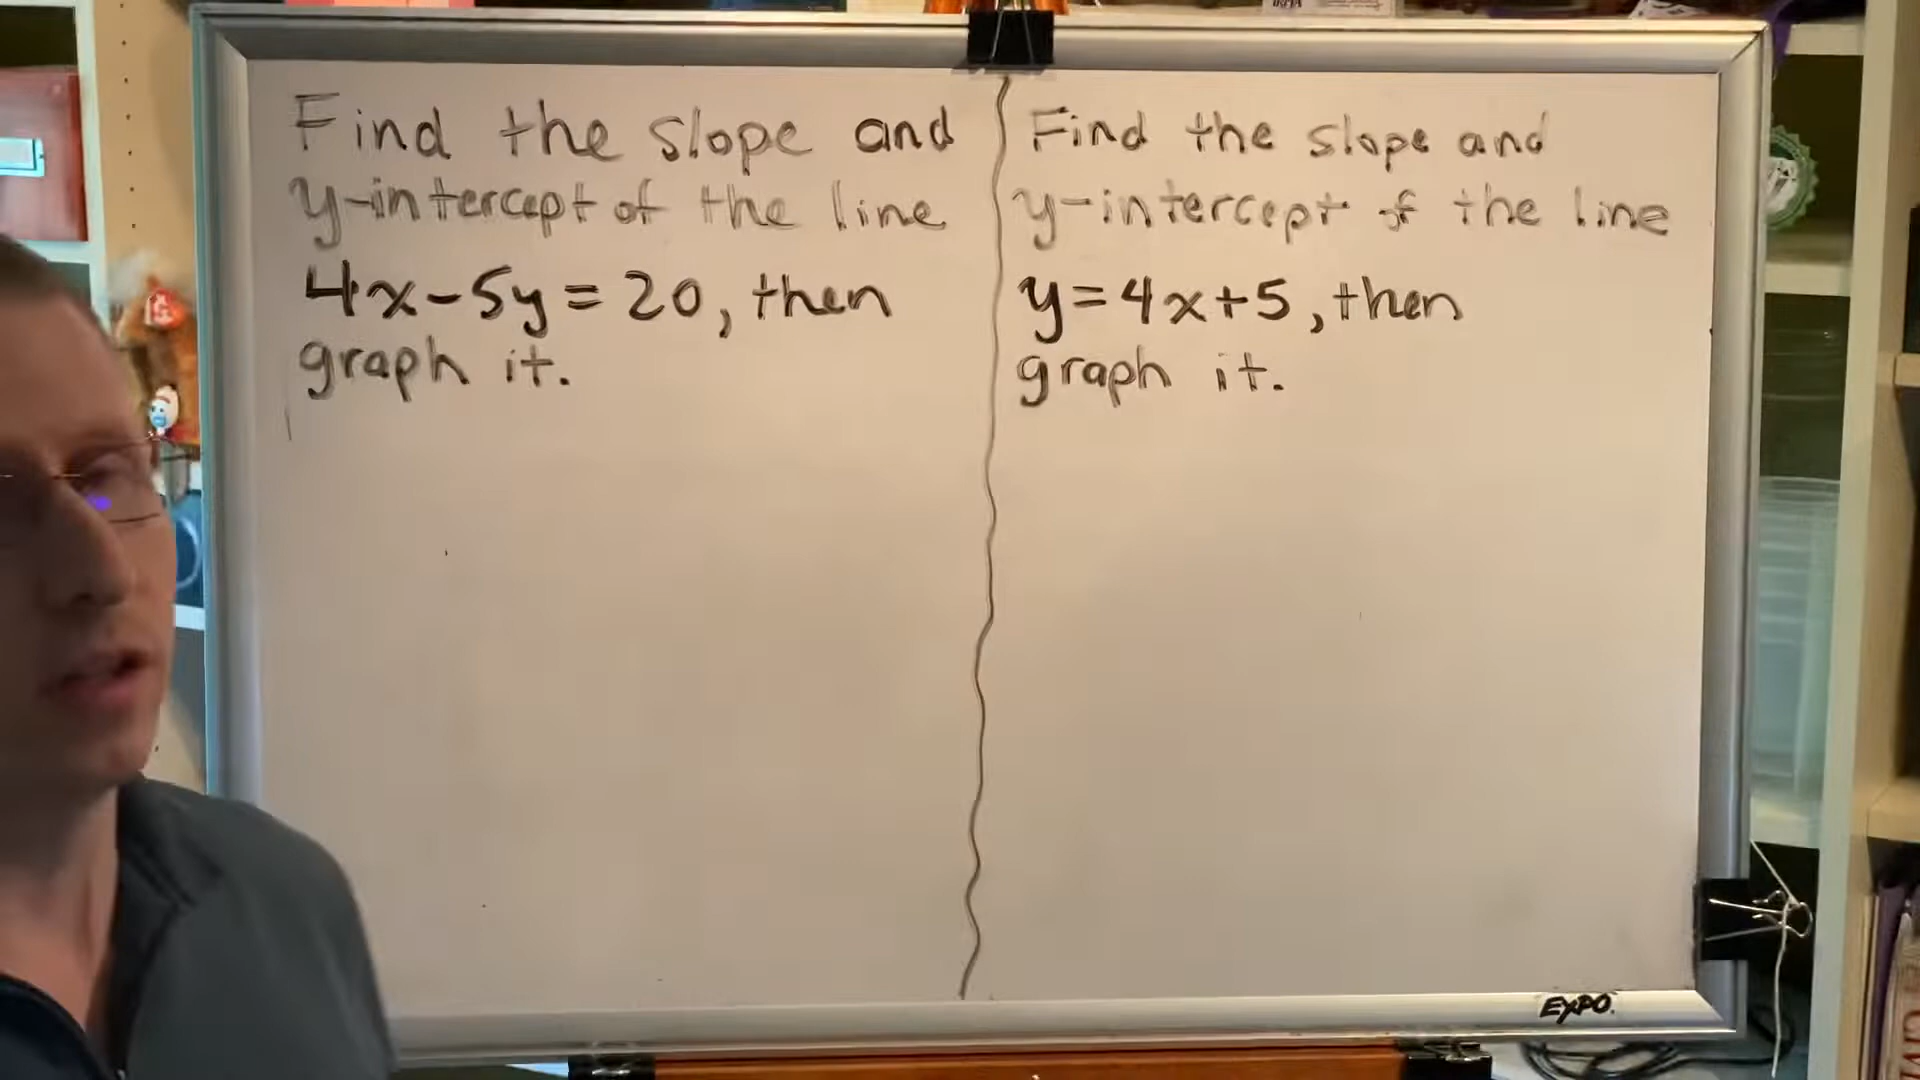 Find the slope and
y-intercept of the line
4x-5y=20, then
graph it.
Find the slope and
y-intercept of the line
y=4x+5, then
graph it.
EXPO